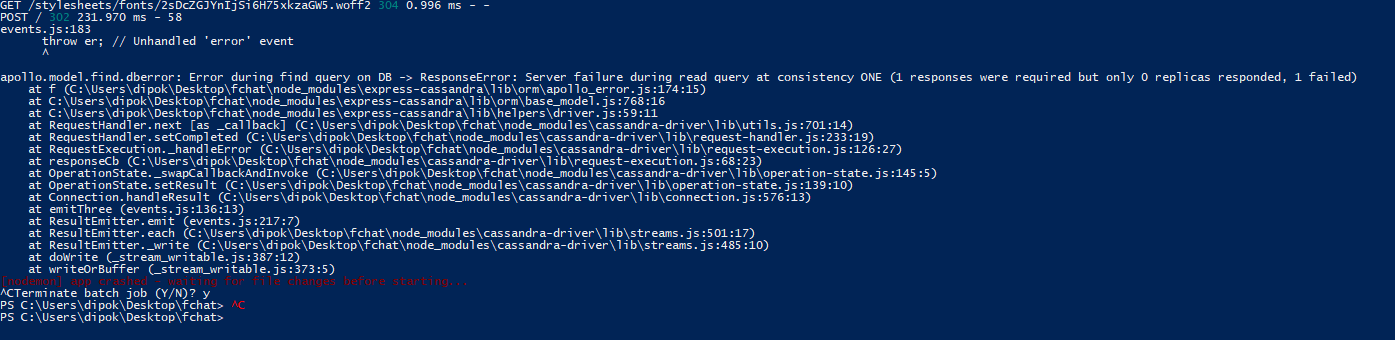 GET /stylesheets/fonts/2sDcZGJYnIjSi6H75xkzaGW5.woff2 304 0.996 ms - -
POST / 302 231.970 ms - 58
events.js:183
      throw er; // Unhandled 'error' event
      ^
apollo.model.find.dberror: Error during find query on DB -> ResponseError: Server failure during read query at consistency ONE (1 responses were required but only 0 replicas responded, 1 failed)
    at f (C:\Users\dipok\Desktop\fchat\node_modules\express-cassandra\lib\orm\apollo_error.js:174:15)
    at C:\Users\dipok\Desktop\fchat\node_modules\express-cassandra\lib\orm\base_model.js:768:16
    at C:\Users\dipok\Desktop\fchat\node_modules\express-cassandra\lib\helpers\driver.js:59:11
    at RequestHandler.next [as _callback] (C:\Users\dipok\Desktop\fchat\node_modules\cassandra-driver\lib\utils.js:701:14)
    at RequestHandler.setCompleted (C:\Users\dipok\Desktop\fchat\node_modules\cassandra-driver\lib\request-handler.js:233:19)
    at RequestExecution._handleError (C:\Users\dipok\Desktop\fchat\node_modules\cassandra-driver\lib\request-execution.js:126:27)
    at responseCb (C:\Users\dipok\Desktop\fchat\node_modules\cassandra-driver\lib\request-execution.js:68:23)
    at OperationState._swapCallbackAndInvoke (C:\Users\dipok\Desktop\fchat\node_modules\cassandra-driver\lib\operation-state.js:145:5)
    at OperationState.setResult (C:\Users\dipok\Desktop\fchat\node_modules\cassandra-driver\lib\operation-state.js:139:10)
    at Connection.handleResult (C:\Users\dipok\Desktop\fchat\node_modules\cassandra-driver\lib\connection.js:576:13)
    at emitThree (events.js:136:13)
    at ResultEmitter.emit (events.js:217:7)
    at ResultEmitter.each (C:\Users\dipok\Desktop\fchat\node_modules\cassandra-driver\lib\streams.js:501:17)
    at ResultEmitter._write (C:\Users\dipok\Desktop\fchat\node_modules\cassandra-driver\lib\streams.js:485:10)
    at doWrite (_stream_writable.js:387:12)
    at writeOrBuffer (_stream_writable.js:373:5)
[nodemon] app crashed - waiting for file changes before starting...
^CTerminate batch job (Y/N)? y
PS C:\Users\dipok\Desktop\fchat> ^C
PS C:\Users\dipok\Desktop\fchat>